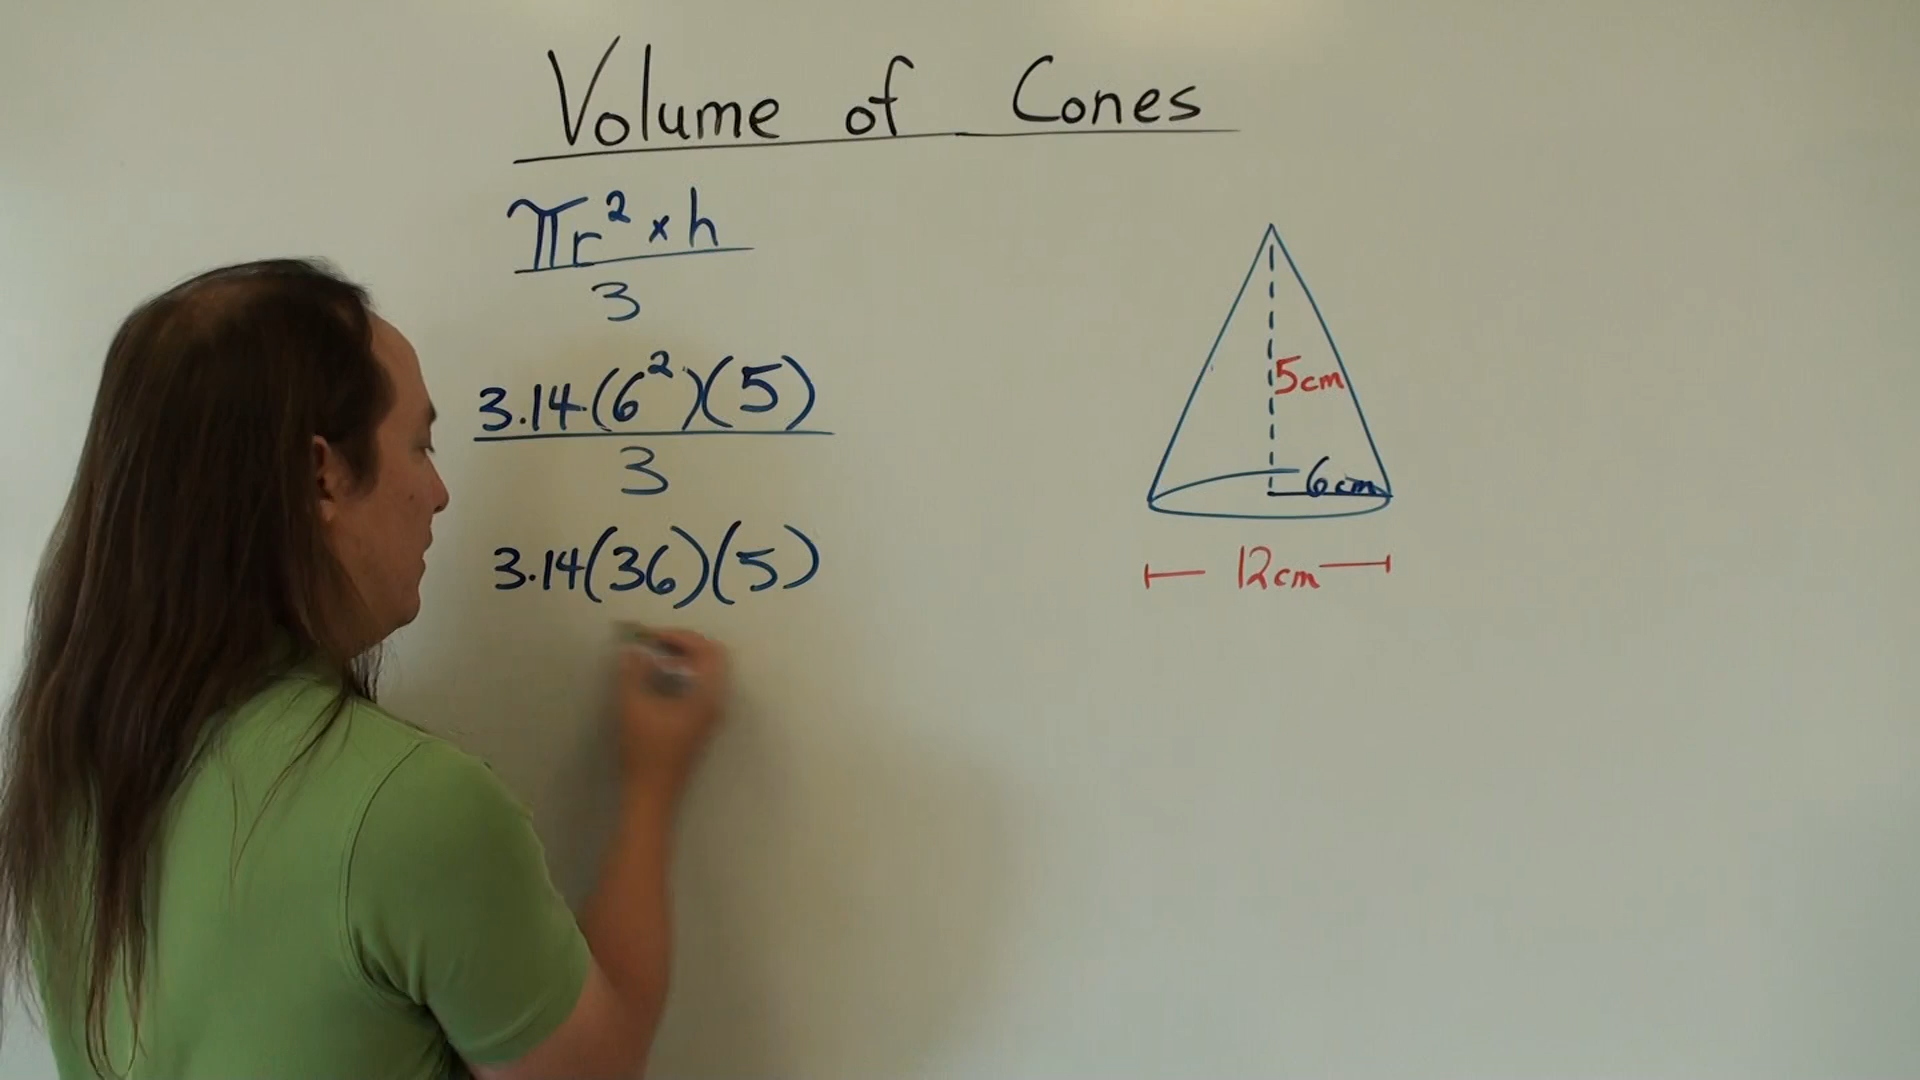 Volume of Cones
πr² × h
3
3.14(6²)(5)
3
3.14(36)(5)
5cm
6cm
12cm